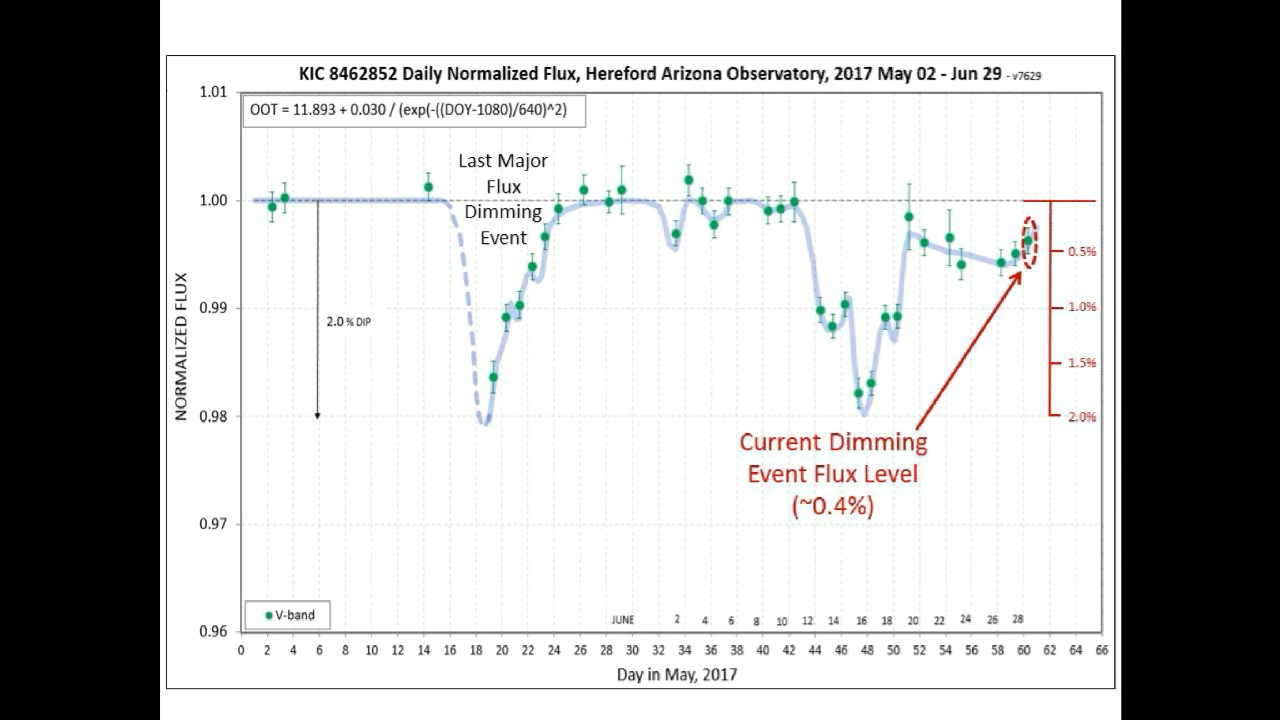 KIC 8462852 Daily Normalized Flux, Hereford Arizona Observatory, 2017 May 02 - Jun 29 - v7629
OOT = 11.893 + 0.030 / (exp(-((DOY-1080)/640)^2)
1.01
1.00
0.99
0.98
0.97
0.96
NORMALIZED FLUX
Last Major
Flux
Dimming
Event
2.0 % DIP
0.5%
1.0%
1.5%
2.0%
Current Dimming
Event Flux Level
(~0.4%)
V-band
JUNE 2 4 6 8 10 12 14 16 18 20 22 24 26 28
0 2 4 6 8 10 12 14 16 18 20 22 24 26 28 30 32 34 36 38 40 42 44 46 48 50 52 54 56 58 60 62 64 66
Day in May, 2017